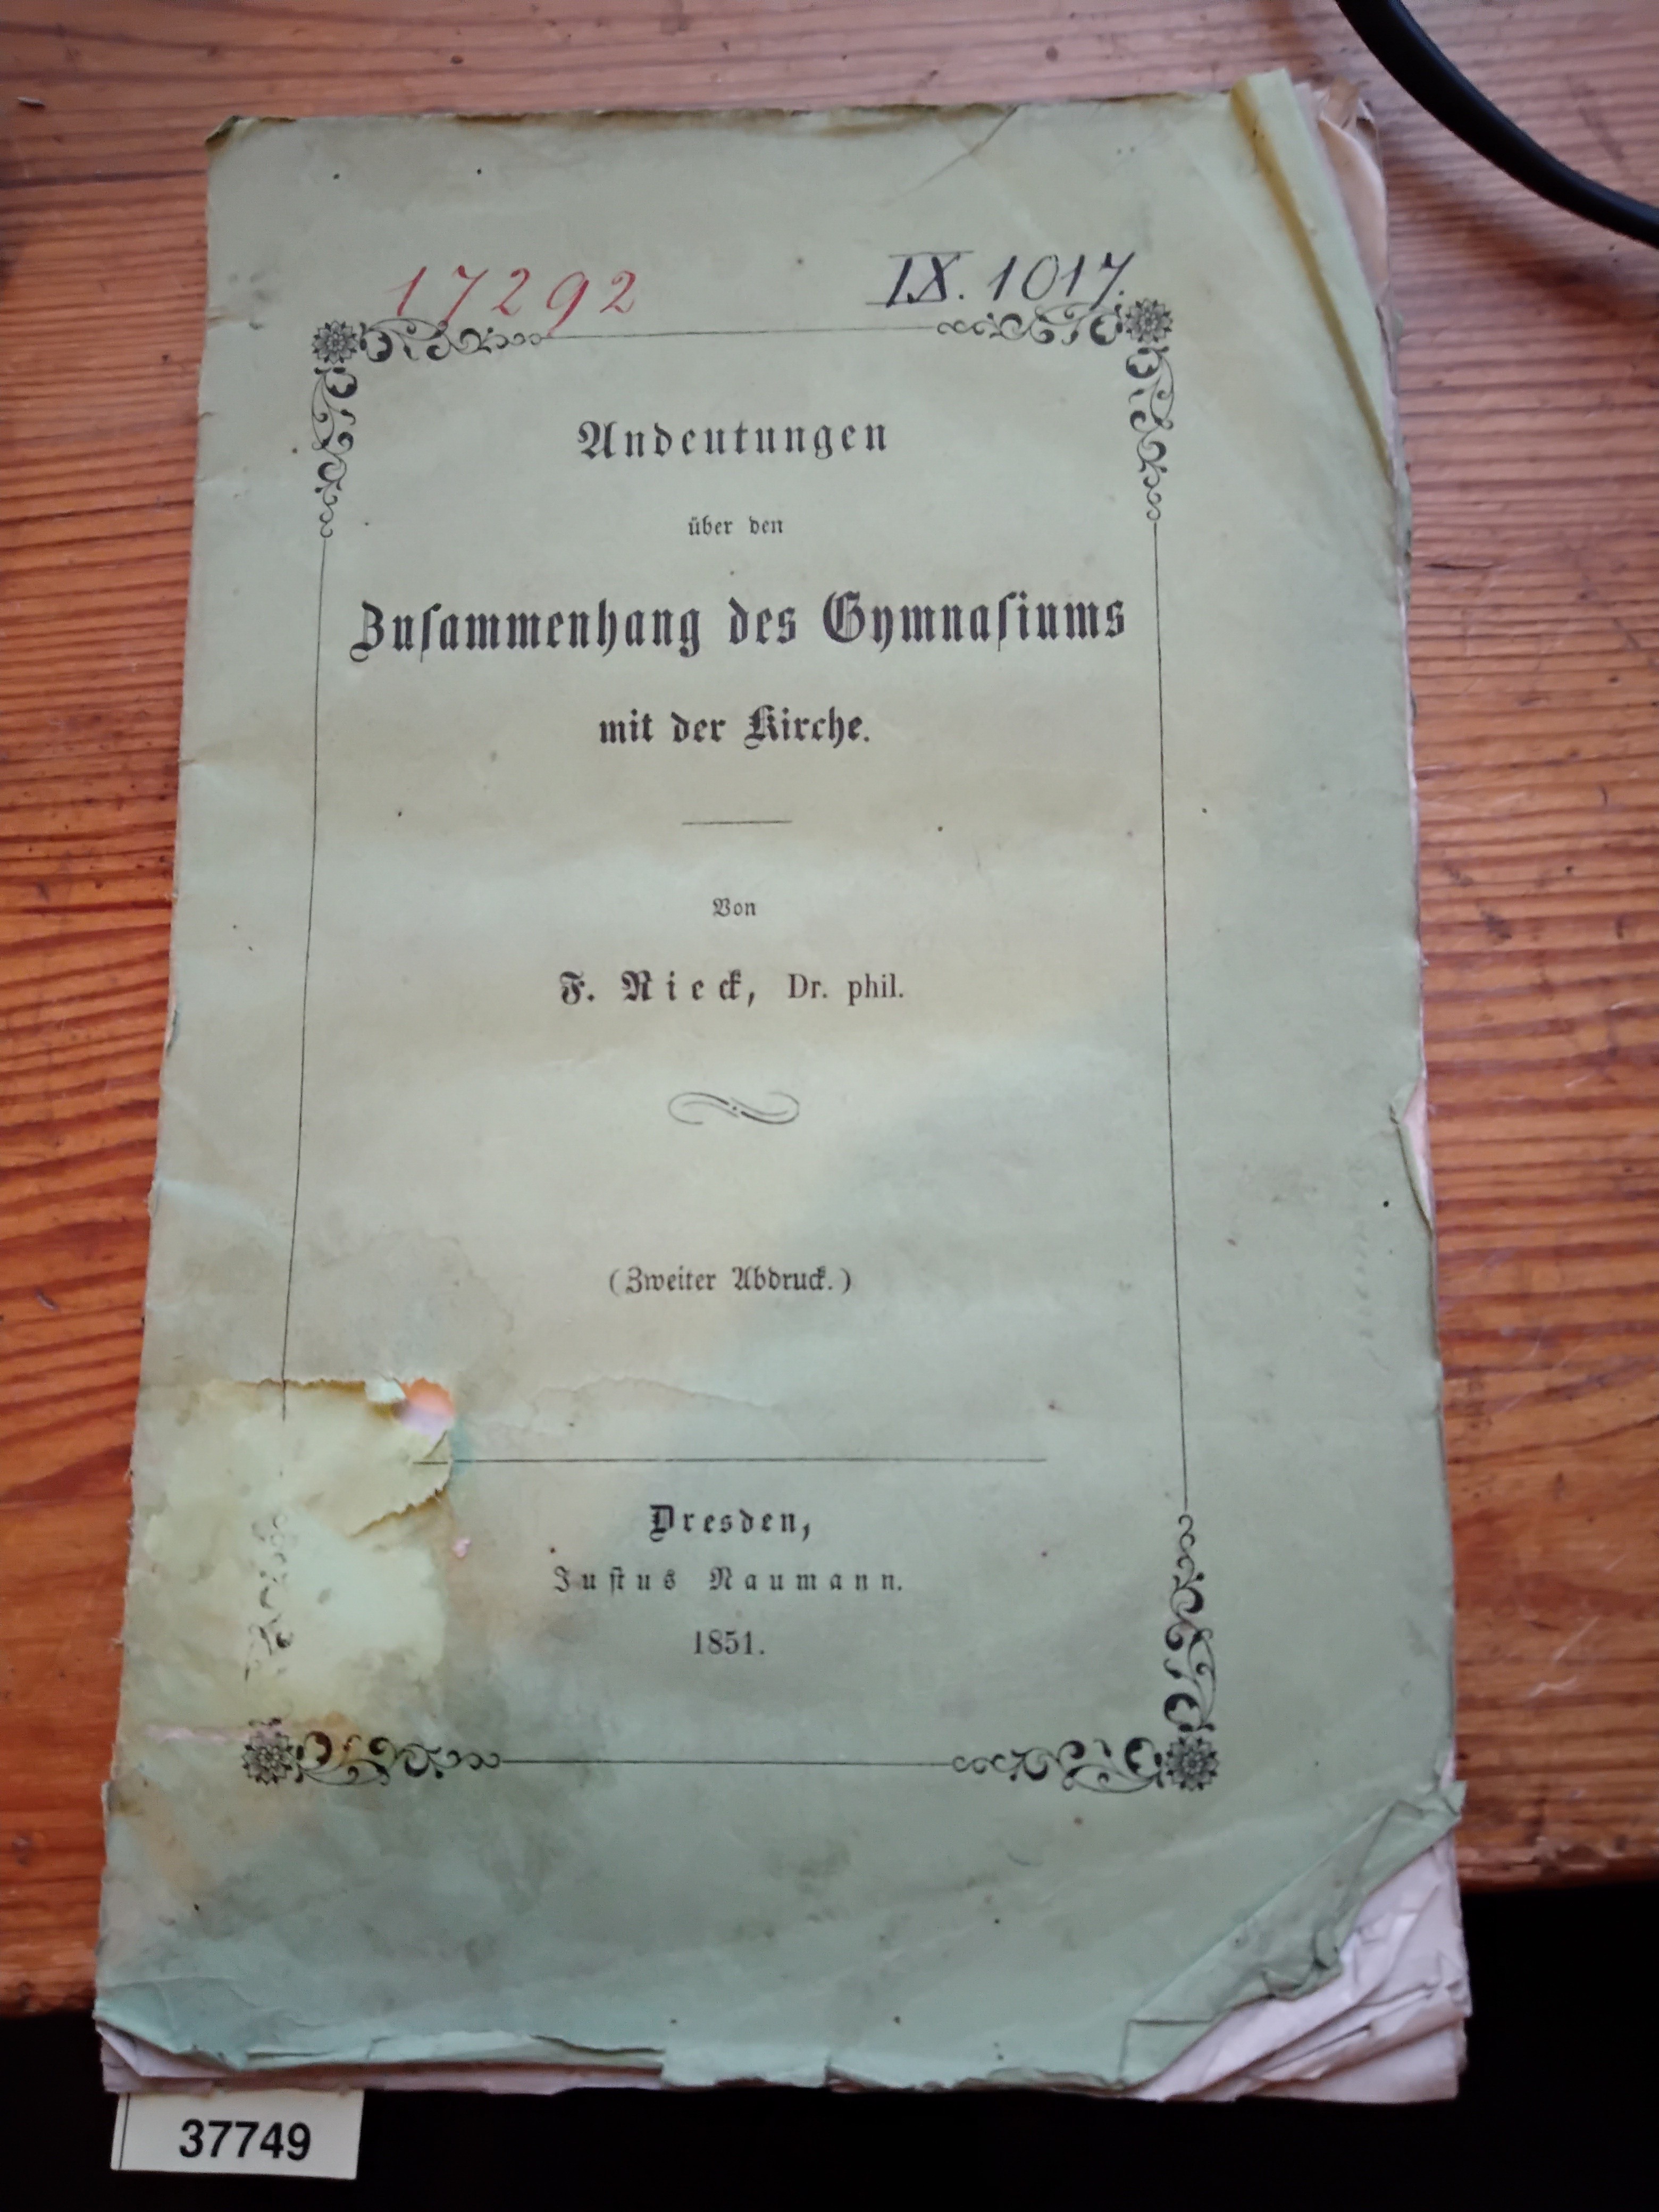 17292 IX. 1017.
Andeutungen
über den
Zuſammenhang des Gymnaſiums
mit der Kirche.
Von
F. Rieck, Dr. phil.
(Zweiter Abdruck.)
Dresden,
Juſtus Naumann.
1851.
37749